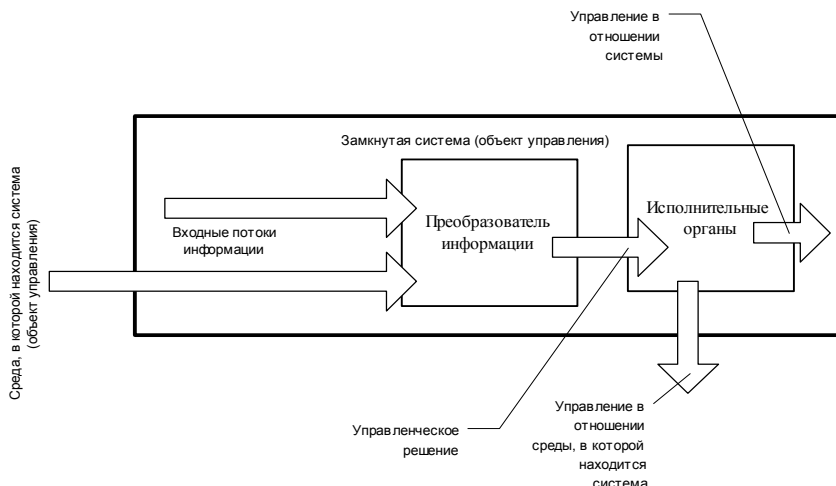 Управление в
отношении
системы
Замкнутая система (объект управления)
Среда, в которой находится система
(объект управления)
Входные потоки
информации
Преобразователь
информации
Исполнительные
органы
Управленческое
решение
Управление в
отношении
среды, в которой
находится
система